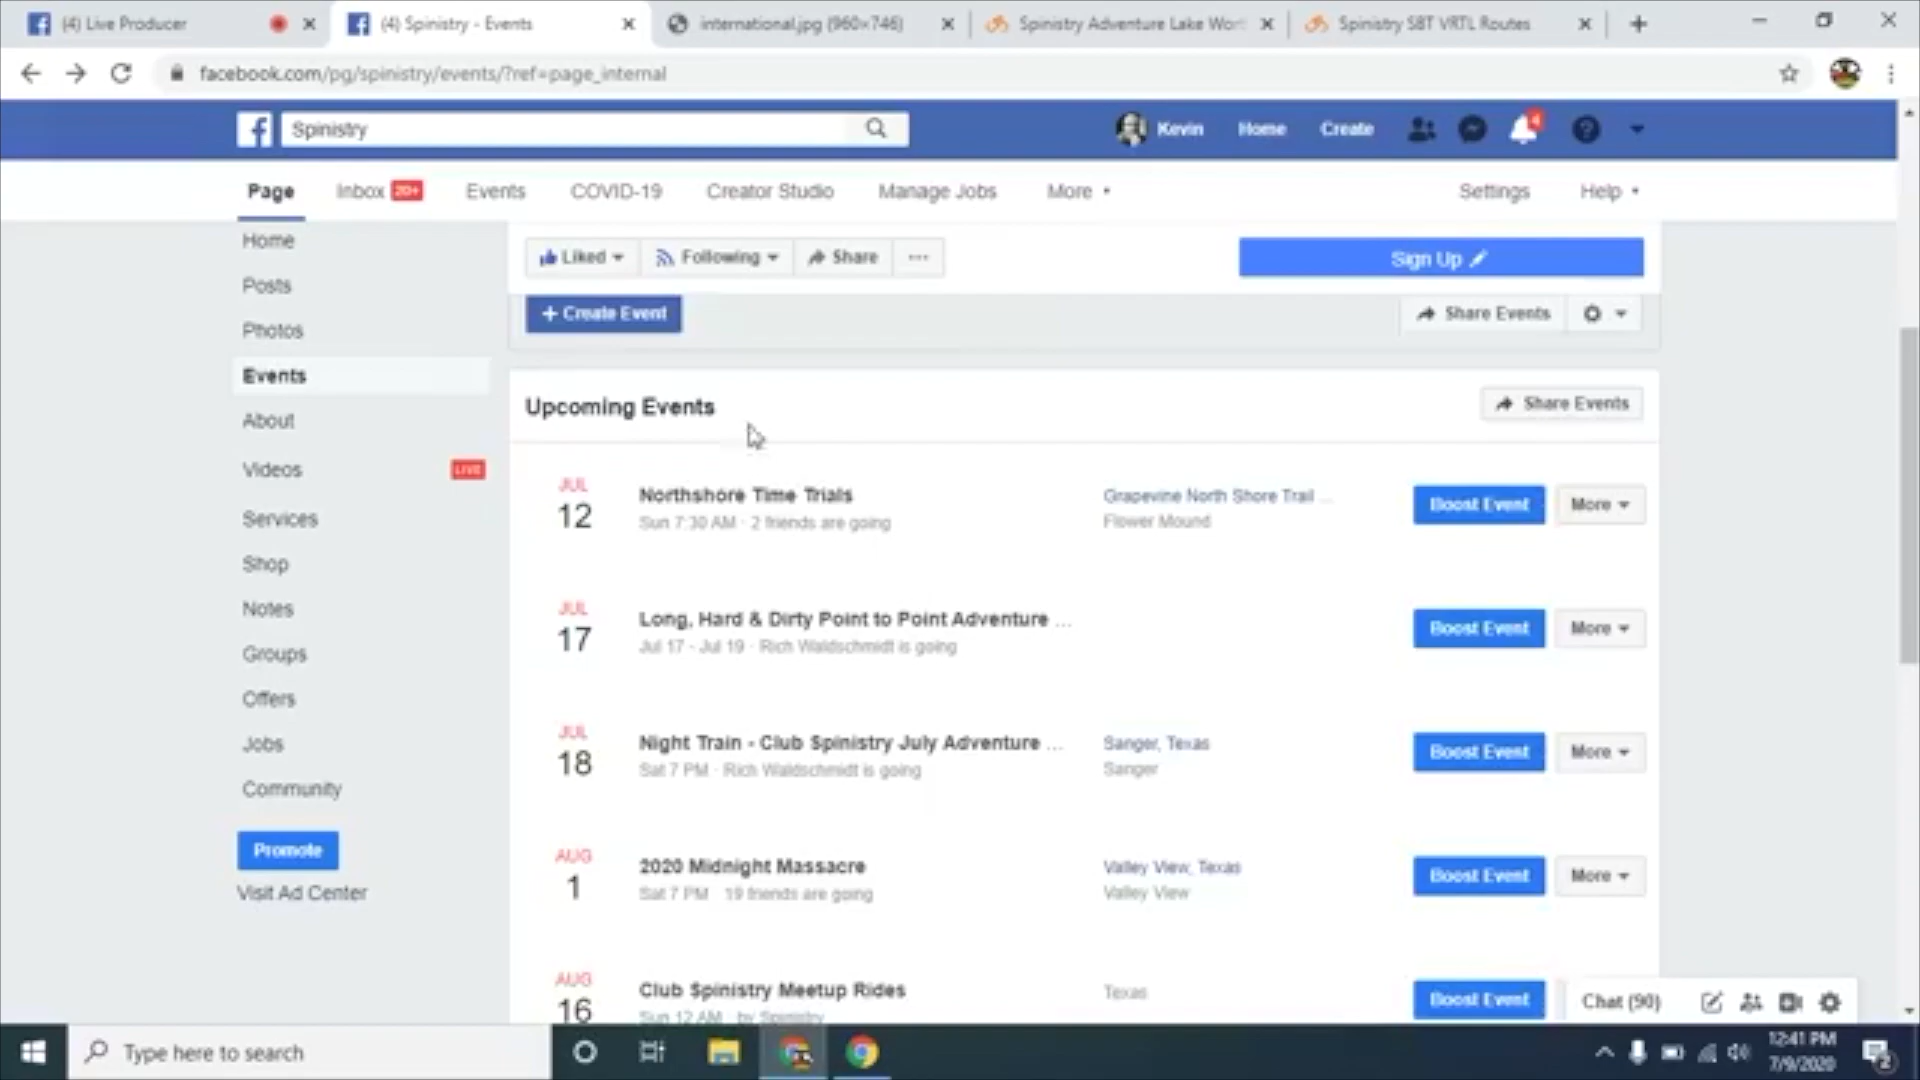 (4) Live Producer
(4) Spinistry - Events
international.jpg (960×746)
Spinistry Adventure Lake Wor
Spinistry SBT VRTL Routes
facebook.com/pg/spinistry/events/?ref=page_internal
Spinistry
Kevin
Home
Create
4
Page
Inbox 20+
Events
COVID-19
Creator Studio
Manage Jobs
More
Settings
Help
Home
Posts
Photos
Events
About
Videos LIVE
Services
Shop
Notes
Groups
Offers
Jobs
Community
Promote
Visit Ad Center
Liked
Following
Share
...
Sign Up
+ Create Event
Share Events
Upcoming Events
Share Events
JUL
12
Northshore Time Trials
Sun 7:30 AM · 2 friends are going
Grapevine North Shore Trail ...
Flower Mound
Boost Event
More
JUL
17
Long, Hard & Dirty Point to Point Adventure ...
Jul 17 - Jul 19 · Rich Waldschmidt is going
Boost Event
More
JUL
18
Night Train - Club Spinistry July Adventure ...
Sat 7 PM · Rich Waldschmidt is going
Sanger, Texas
Sanger
Boost Event
More
AUG
1
2020 Midnight Massacre
Sat 7 PM · 19 friends are going
Valley View, Texas
Valley View
Boost Event
More
AUG
16
Club Spinistry Meetup Rides
Sun 12 AM · by Spinistry
Texas
Boost Event
Chat (90)
Type here to search
12:41 PM
7/9/2020
2